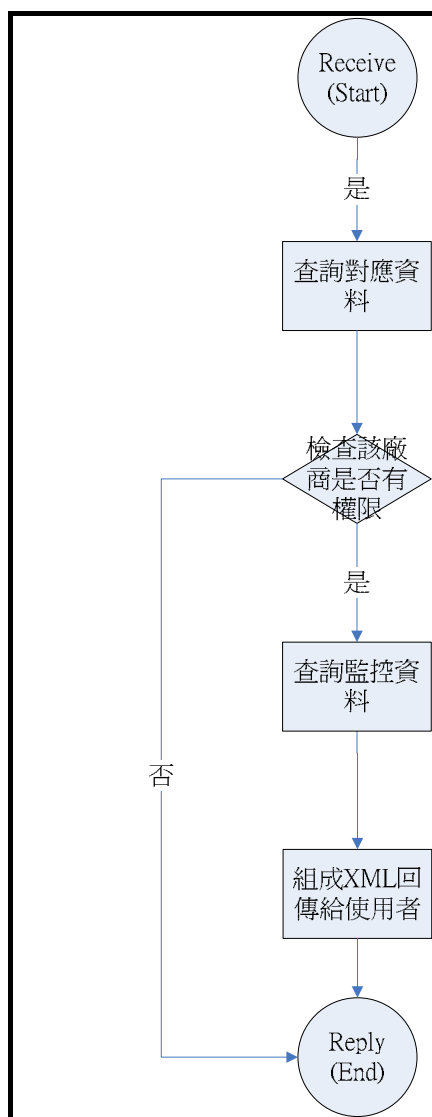 Receive
(Start)
是
查詢對應資
料
檢查該廠
商是否有
權限
是
查詢監控資
料
否
組成XML回
傳給使用者
Reply
(End)